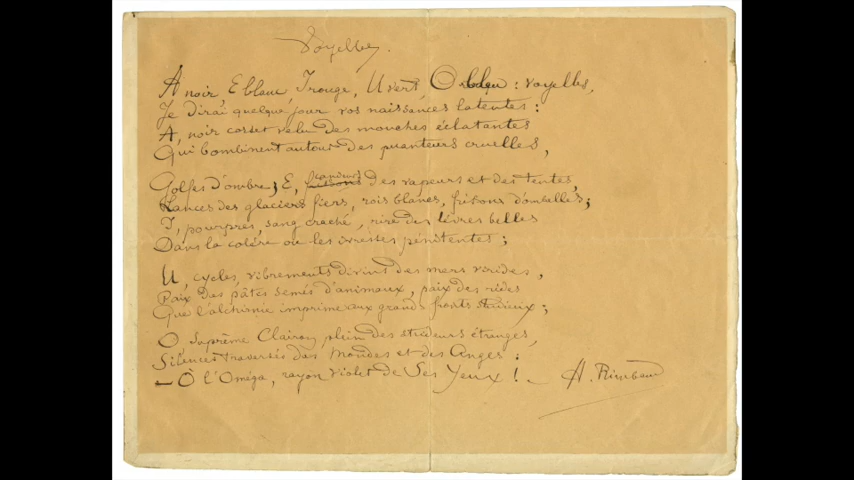 Voyelles.
A noir, E blanc, I rouge, U vert, O bleu : voyelles,
Je dirai quelque jour vos naissances latentes :
A, noir corset velu des mouches éclatantes
Qui bombinent autour des puanteurs cruelles,
Golfes d'ombre ; E, candeurs des vapeurs et des tentes,
Lances des glaciers fiers, rois blancs, frissons d'ombelles ;
I, pourpres, sang craché, rire des lèvres belles
Dans la colère ou les ivresses pénitentes ;
U, cycles, vibrements divins des mers virides,
Paix des pâtis semés d'animaux, paix des rides
Que l'alchimie imprime aux grands fronts studieux ;
O, Suprême Clairon plein des strideurs étranges,
Silences traversés des Mondes et des Anges :
— Ô l'Oméga, rayon violet de Ses Yeux ! —
A. Rimbaud